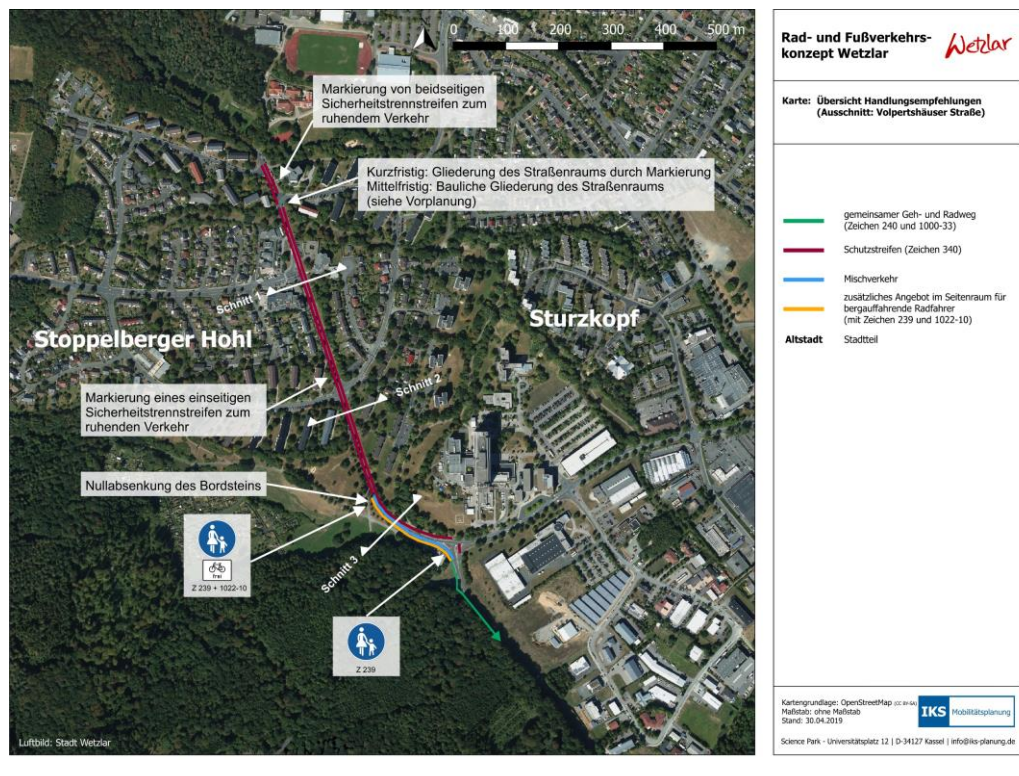 0 100 200 300 400 500 m
Markierung von beidseitigen
Sicherheitstrennstreifen zum
ruhendem Verkehr
Kurzfristig: Gliederung des Straßenraums durch Markierung
Mittelfristig: Bauliche Gliederung des Straßenraums
(siehe Vorplanung)
Schnitt 1
Stoppelberger Hohl
Sturzkopf
Markierung eines einseitigen
Sicherheitstrennstreifen zum
ruhenden Verkehr
Schnitt 2
Nullabsenkung des Bordsteins
frei
Z 239 + 1022-10
Schnitt 3
Z 239
Luftbild: Stadt Wetzlar
Rad- und Fußverkehrs-
konzept Wetzlar
Wetzlar
Karte: Übersicht Handlungsempfehlungen
(Ausschnitt: Volpertshäuser Straße)
gemeinsamer Geh- und Radweg
(Zeichen 240 und 1000-33)
Schutzstreifen (Zeichen 340)
Mischverkehr
zusätzliches Angebot im Seitenraum für
bergauffahrende Radfahrer
(mit Zeichen 239 und 1022-10)
Altstadt Stadtteil
Kartengrundlage: OpenStreetMap (CC BY-SA)
Maßstab: ohne Maßstab
Stand: 30.04.2019
IKS Mobilitätsplanung
Science Park - Universitätsplatz 12 | D-34127 Kassel | info@iks-planung.de